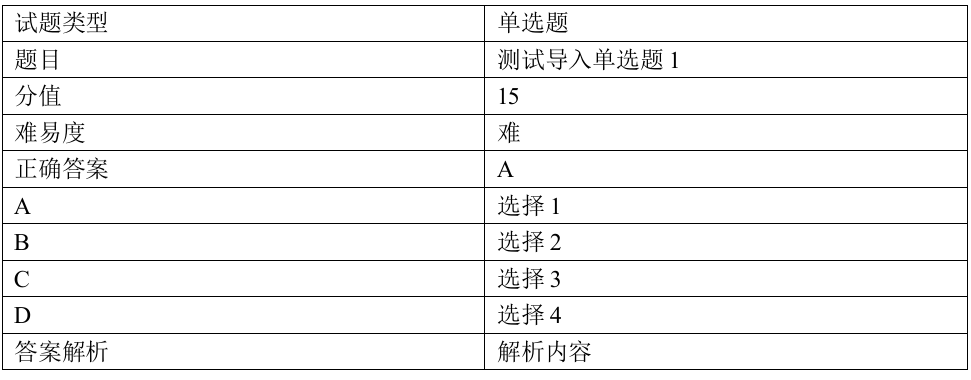 试题类型 单选题
题目 测试导入单选题 1
分值 15
难易度 难
正确答案 A
A 选择 1
B 选择 2
C 选择 3
D 选择 4
答案解析 解析内容